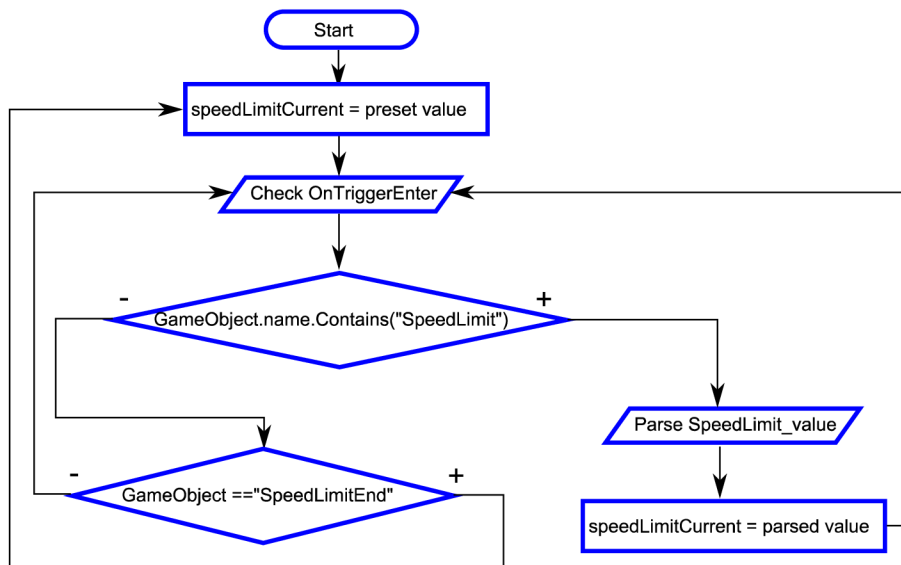 Start
speedLimitCurrent = preset value
Check OnTriggerEnter
-
+
GameObject.name.Contains("SpeedLimit")
Parse SpeedLimit_value
-
+
GameObject =="SpeedLimitEnd"
speedLimitCurrent = parsed value